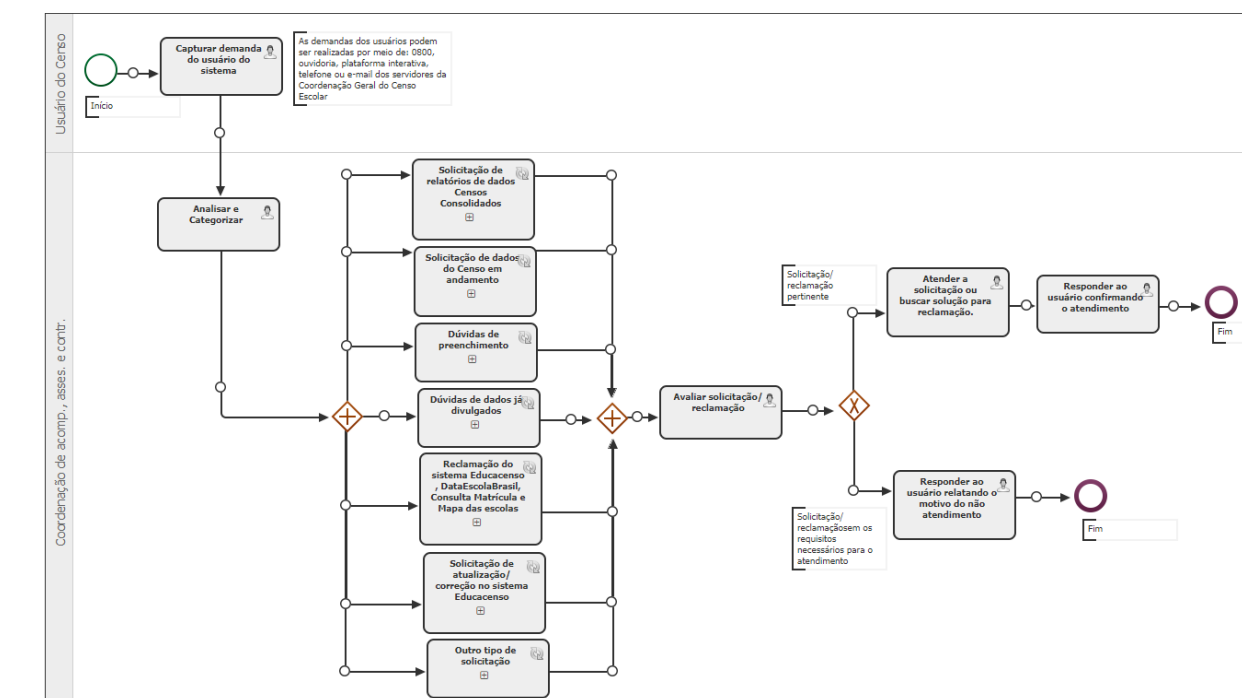 Usuário do Censo
Capturar demanda
do usuário do
sistema
As demandas dos usuários podem
ser realizadas por meio de: 0800,
ouvidoria, plataforma interativa,
telefone ou e-mail dos servidores da
Coordenação Geral do Censo
Escolar
Início
Coordenação de acomp., asses. e contr.
Analisar e
Categorizar
Solicitação de
relatórios de dados
Censos
Consolidados
Solicitação de dados
do Censo em
andamento
Dúvidas de
preenchimento
Dúvidas de dados já
divulgados
Reclamação do
sistema Educacenso
, DataEscolaBrasil,
Consulta Matrícula e
Mapa das escolas
Solicitação de
atualização/
correção no sistema
Educacenso
Outro tipo de
solicitação
Avaliar solicitação/
reclamação
X
Solicitação/
reclamação
pertinente
Atender a
solicitação ou
buscar solução para
reclamação.
Responder ao
usuário confirmando
o atendimento
Fim
Solicitação/
reclamaçãosem os
requisitos
necessários para o
atendimento
Responder ao
usuário relatando o
motivo do não
atendimento
Fim